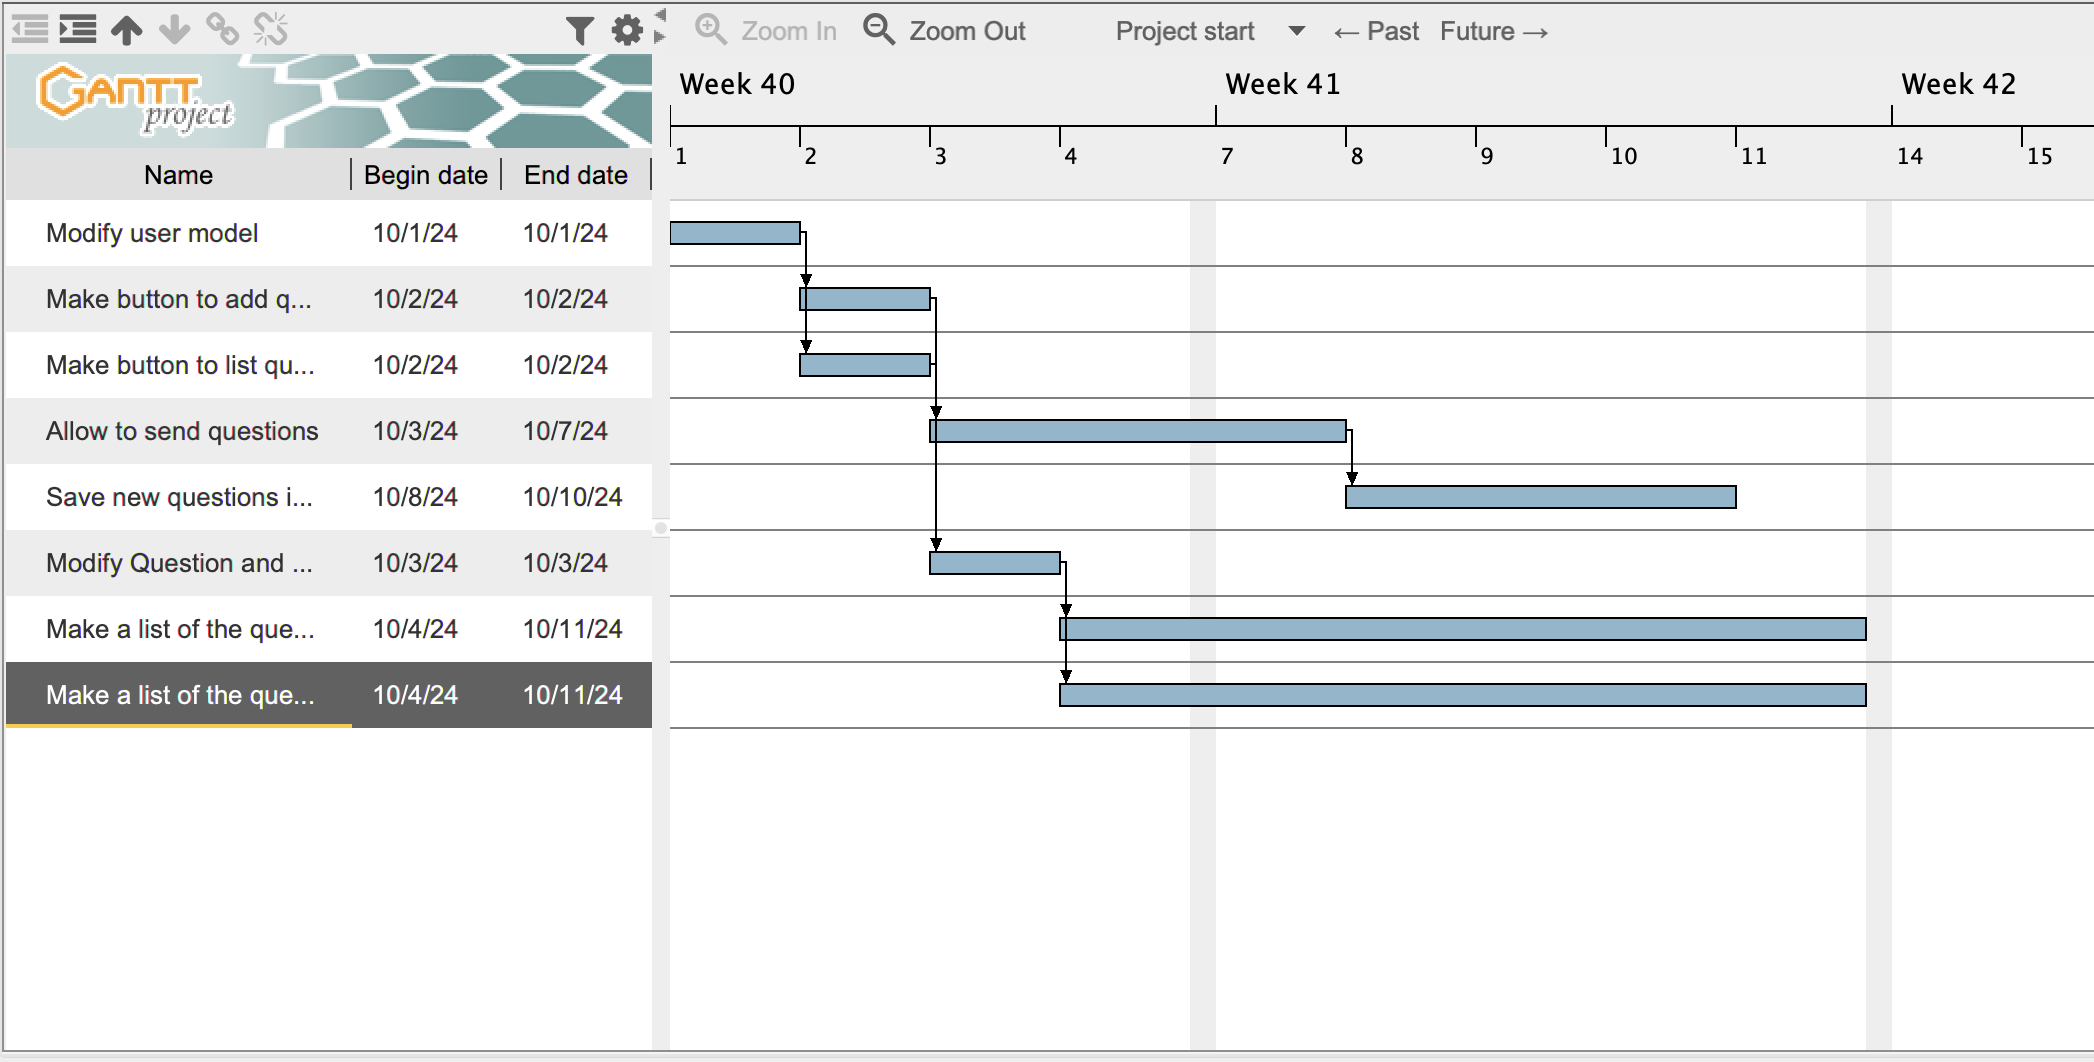 Zoom In Zoom Out Project start ← Past Future →
GANTT
project
Week 40 Week 41 Week 42
1 2 3 4 7 8 9 10 11 14 15
Name Begin date End date
Modify user model 10/1/24 10/1/24
Make button to add q... 10/2/24 10/2/24
Make button to list qu... 10/2/24 10/2/24
Allow to send questions 10/3/24 10/7/24
Save new questions i... 10/8/24 10/10/24
Modify Question and ... 10/3/24 10/3/24
Make a list of the que... 10/4/24 10/11/24
Make a list of the que... 10/4/24 10/11/24